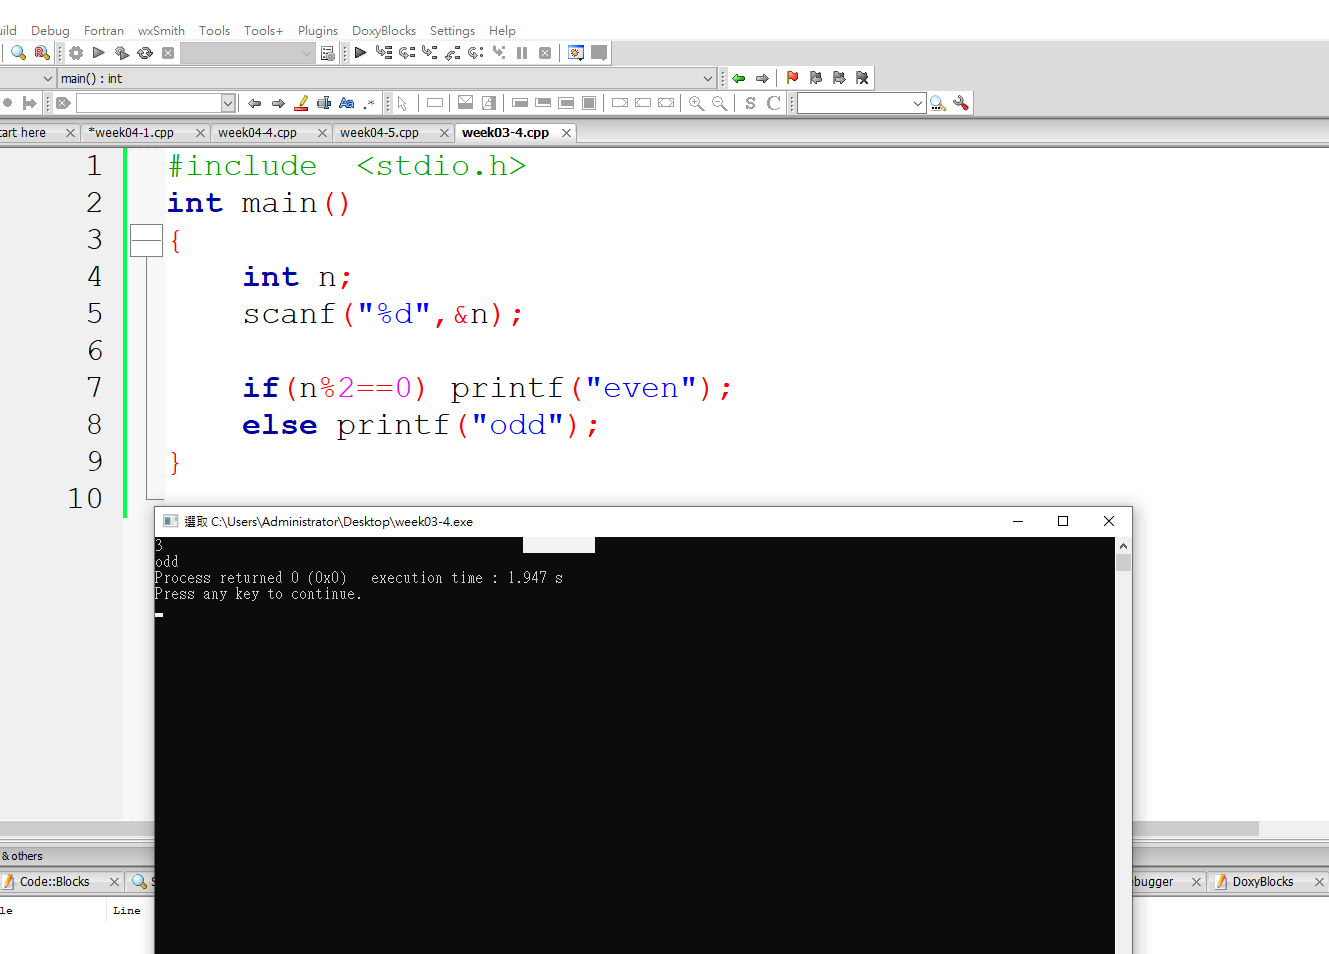 uild Debug Fortran wxSmith Tools Tools+ Plugins DoxyBlocks Settings Help
main() : int
Aa .* S C
tart here *week04-1.cpp week04-4.cpp week04-5.cpp week03-4.cpp
1 #include <stdio.h>
2 int main()
3 {
4 int n;
5 scanf("%d",&n);
6
7 if(n%2==0) printf("even");
8 else printf("odd");
9 }
10
選取 C:\Users\Administrator\Desktop\week03-4.exe
3
odd
Process returned 0 (0x0) execution time : 1.947 s
Press any key to continue.
& others
Code::Blocks S bugger DoxyBlocks
le Line